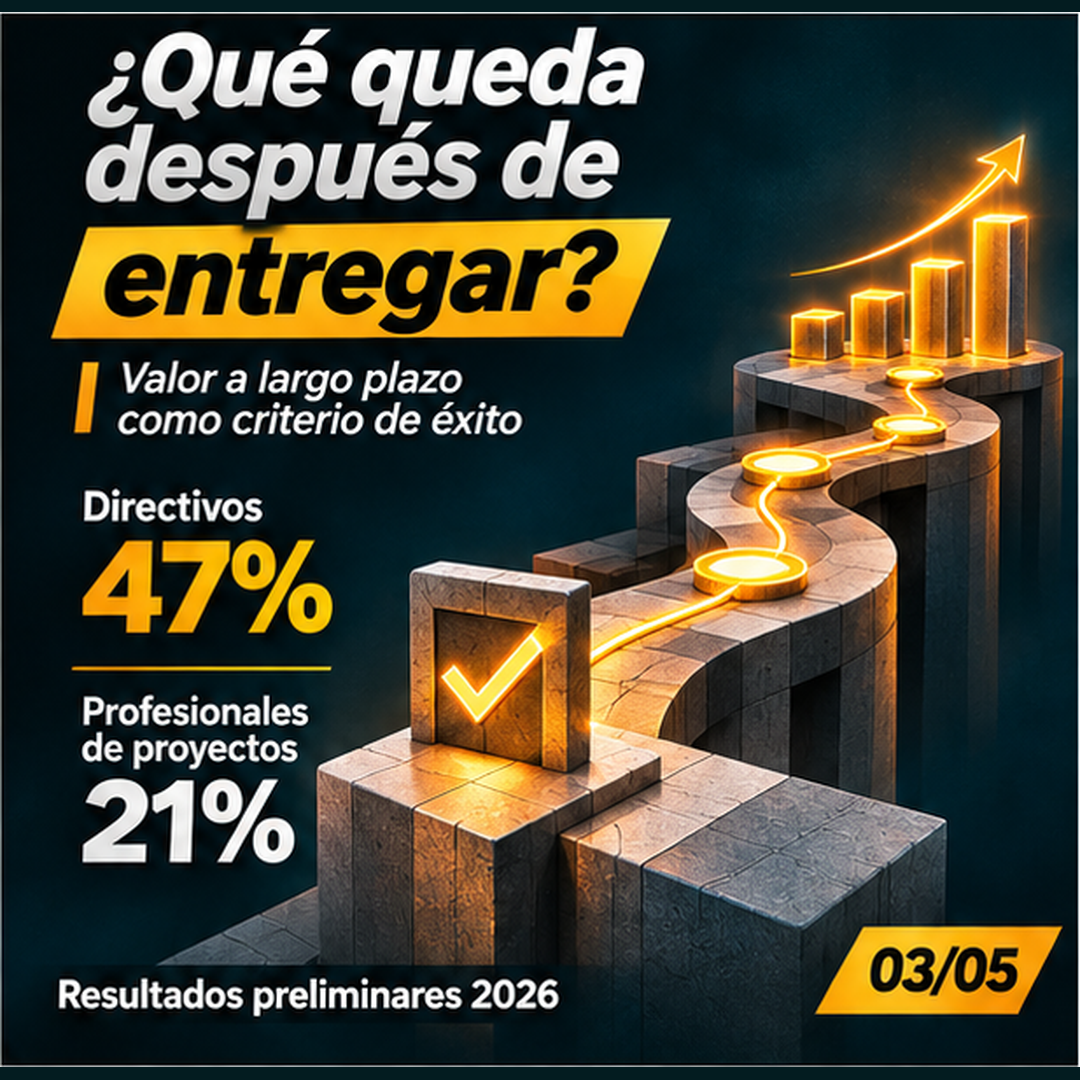 ¿Qué queda
después de
entregar?
Valor a largo plazo
como criterio de éxito
Directivos
47%
Profesionales
de proyectos
21%
Resultados preliminares 2026
03/05